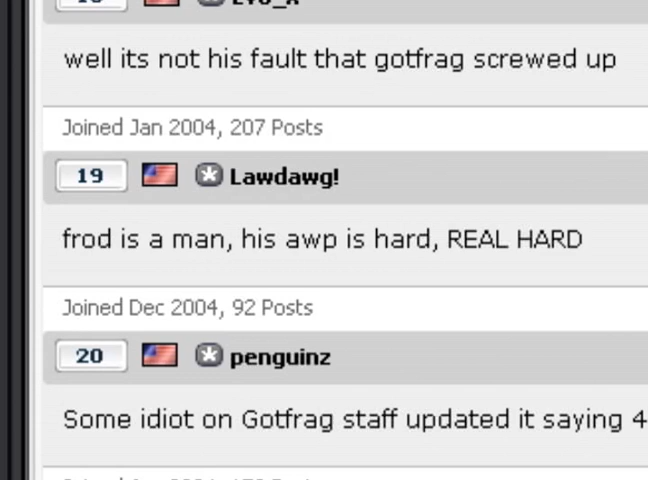 well its not his fault that gotfrag screwed up
Joined Jan 2004, 207 Posts
19 Lawdawg!
frod is a man, his awp is hard, REAL HARD
Joined Dec 2004, 92 Posts
20 penguinz
Some idiot on Gotfrag staff updated it saying 4